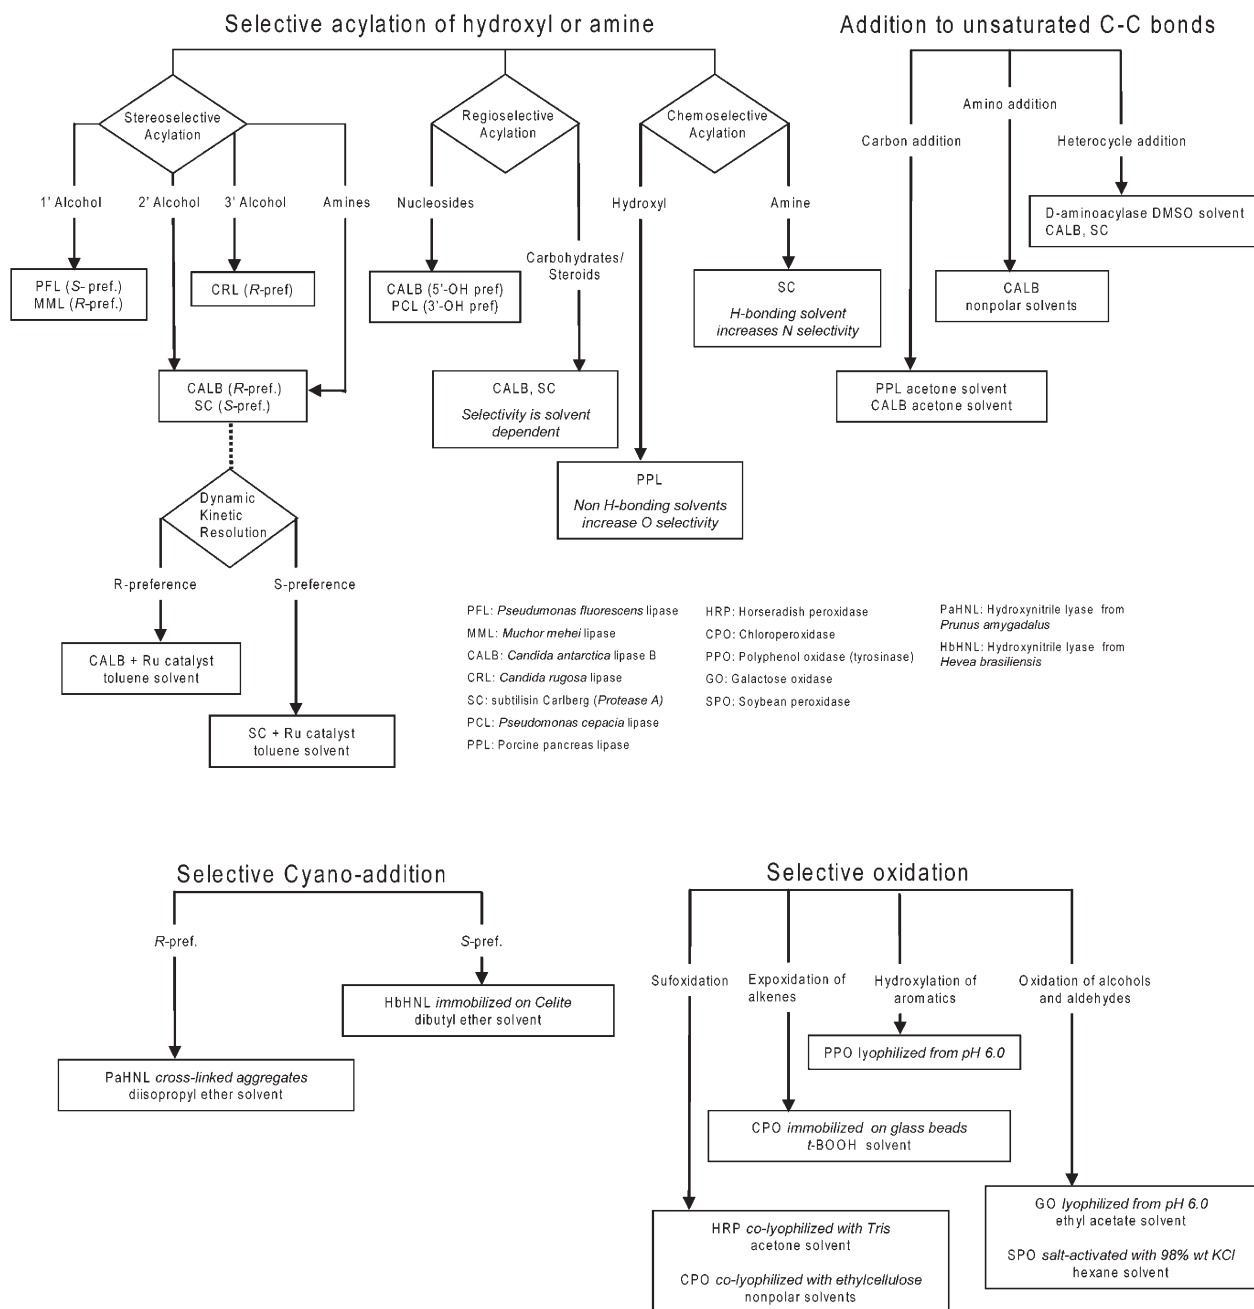 Selective acylation of hydroxyl or amine
Stereoselective
Acylation
1' Alcohol
2' Alcohol
3' Alcohol
Amines
PFL (S- pref.)
MML (R-pref.)
CRL (R-pref)
CALB (R-pref.)
SC (S-pref.)
Dynamic
Kinetic
Resolution
R-preference
S-preference
CALB + Ru catalyst
toluene solvent
SC + Ru catalyst
toluene solvent
Regioselective
Acylation
Nucleosides
Carbohydrates/
Steroids
CALB (5'-OH pref)
PCL (3'-OH pref)
CALB, SC
Selectivity is solvent
dependent
Chemoselective
Acylation
Hydroxyl
Amine
SC
H-bonding solvent
increases N selectivity
PPL
Non H-bonding solvents
increase O selectivity
Addition to unsaturated C-C bonds
Carbon addition
Amino addition
Heterocycle addition
D-aminoacylase DMSO solvent
CALB, SC
CALB
nonpolar solvents
PPL acetone solvent
CALB acetone solvent
PFL: Pseudumonas fluorescens lipase
MML: Muchor mehei lipase
CALB: Candida antarctica lipase B
CRL: Candida rugosa lipase
SC: subtilisin Carlberg (Protease A)
PCL: Pseudomonas cepacia lipase
PPL: Porcine pancreas lipase
HRP: Horseradish peroxidase
CPO: Chloroperoxidase
PPO: Polyphenol oxidase (tyrosinase)
GO: Galactose oxidase
SPO: Soybean peroxidase
PaHNL: Hydroxynitrile lyase from
Prunus amygadalus
HbHNL: Hydroxynitrile lyase from
Hevea brasiliensis
Selective Cyano-addition
R-pref.
S-pref.
HbHNL immobilized on Celite
dibutyl ether solvent
PaHNL cross-linked aggregates
diisopropyl ether solvent
Selective oxidation
Sufoxidation
Expoxidation of
alkenes
Hydroxylation of
aromatics
Oxidation of alcohols
and aldehydes
PPO lyophilized from pH 6.0
CPO immobilized on glass beads
t-BOOH solvent
HRP co-lyophilized with Tris
acetone solvent
CPO co-lyophilized with ethylcellulose
nonpolar solvents
GO lyophilized from pH 6.0
ethyl acetate solvent
SPO salt-activated with 98% wt KCl
hexane solvent